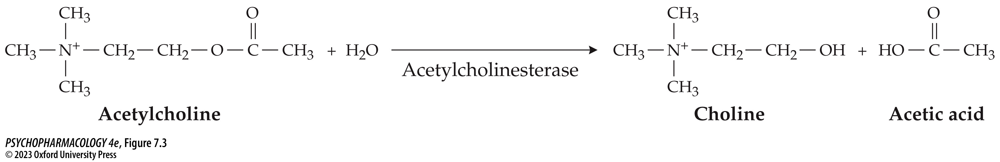 CH₃ O CH₃ O
CH₃—N⁺—CH₂—CH₂—O—C—CH₃ + H₂O CH₃—N⁺—CH₂—CH₂—OH + HO—C—CH₃
Acetylcholinesterase
CH₃ CH₃
Acetylcholine Choline Acetic acid
PSYCHOPHARMACOLOGY 4e, Figure 7.3
© 2023 Oxford University Press